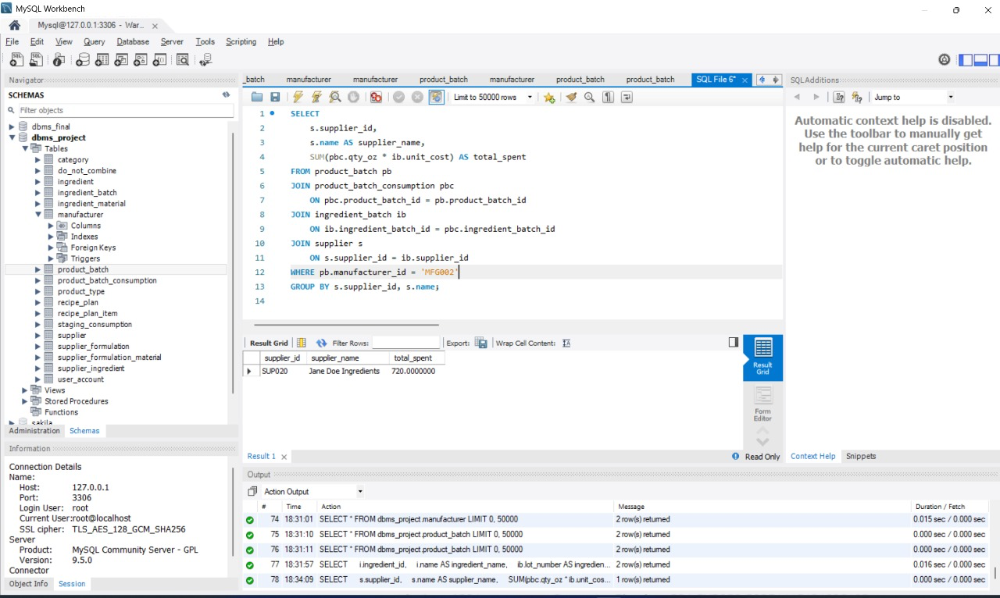 MySQL Workbench
Mysql@127.0.0.1:3306 - War...
File Edit View Query Database Server Tools Scripting Help
Navigator
SCHEMAS
Filter objects
dbms_final
dbms_project
Tables
category
do_not_combine
ingredient
ingredient_batch
ingredient_material
manufacturer
Columns
Indexes
Foreign Keys
Triggers
product_batch
product_batch_consumption
product_type
recipe_plan
recipe_plan_item
staging_consumption
supplier
supplier_formulation
supplier_formulation_material
supplier_ingredient
user_account
Views
Stored Procedures
Functions
sakila
Administration Schemas
Information
Connection Details
Name:
Host: 127.0.0.1
Port: 3306
Login User: root
Current User:root@localhost
SSL cipher: TLS_AES_128_GCM_SHA256
Server
Product: MySQL Community Server - GPL
Version: 9.5.0
Connector
Object Info Session
_batch manufacturer manufacturer product_batch manufacturer product_batch product_batch SQL File 6*
Limit to 50000 rows
1 SELECT
2 s.supplier_id,
3 s.name AS supplier_name,
4 SUM(pbc.qty_oz * ib.unit_cost) AS total_spent
5 FROM product_batch pb
6 JOIN product_batch_consumption pbc
7 ON pbc.product_batch_id = pb.product_batch_id
8 JOIN ingredient_batch ib
9 ON ib.ingredient_batch_id = pbc.ingredient_batch_id
10 JOIN supplier s
11 ON s.supplier_id = ib.supplier_id
12 WHERE pb.manufacturer_id = 'MFG002'
13 GROUP BY s.supplier_id, s.name;
14
Result Grid Filter Rows: Export: Wrap Cell Content:
supplier_id supplier_name total_spent
SUP020 Jane Doe Ingredients 720.0000000
Result Grid
Form Editor
Result 1
Read Only
SQLAdditions
Jump to
Automatic context help is disabled.
Use the toolbar to manually get
help for the current caret position
or to toggle automatic help.
Context Help Snippets
Output
Action Output
# Time Action Message Duration / Fetch
74 18:31:01 SELECT * FROM dbms_project.manufacturer LIMIT 0, 50000 2 row(s) returned 0.015 sec / 0.000 sec
75 18:31:10 SELECT * FROM dbms_project.product_batch LIMIT 0, 50000 2 row(s) returned 0.000 sec / 0.000 sec
76 18:31:11 SELECT * FROM dbms_project.product_batch LIMIT 0, 50000 2 row(s) returned 0.000 sec / 0.000 sec
77 18:31:57 SELECT i.ingredient_id, i.name AS ingredient_name, ib.lot_number AS ingredien... 2 row(s) returned 0.016 sec / 0.000 sec
78 18:34:09 SELECT s.supplier_id, s.name AS supplier_name, SUM(pbc.qty_oz * ib.unit_cos... 1 row(s) returned 0.000 sec / 0.000 sec